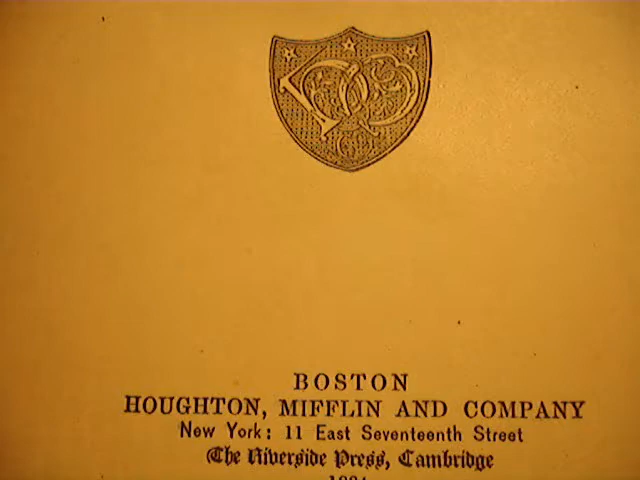 BOSTON
HOUGHTON, MIFFLIN AND COMPANY
New York: 11 East Seventeenth Street
The Riverside Press, Cambridge